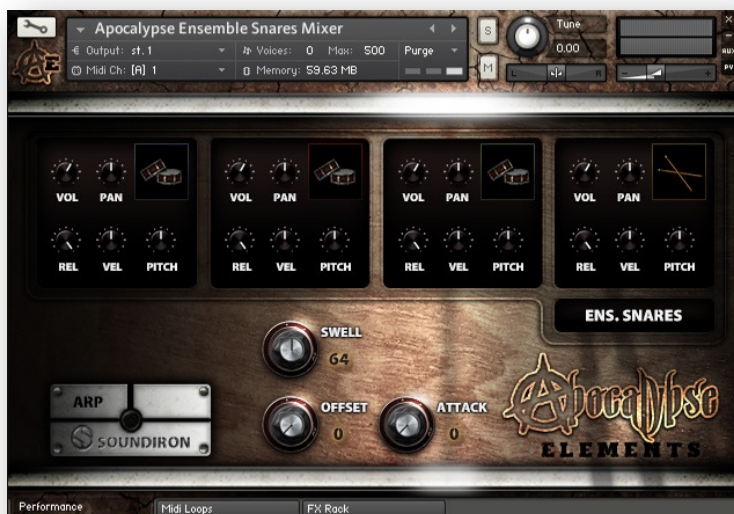 Apocalypse Ensemble Snares Mixer
Output: st.1 Voices: 0 Max: 500 Purge
Midi Ch: [A] 1 Memory: 59.63 MB
S
M
Tune
0.00
L R
- +
×
-
AUX
PV
AE
VOL PAN
REL VEL PITCH
VOL PAN
REL VEL PITCH
VOL PAN
REL VEL PITCH
VOL PAN
REL VEL PITCH
ENS. SNARES
SWELL
64
OFFSET
0
ATTACK
0
ARP
S SOUNDIRON
Apocalypse
ELEMENTS
Performance Midi Loops FX Rack